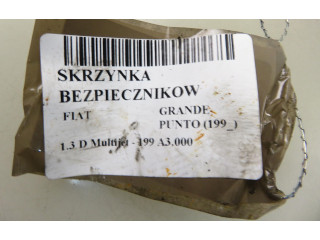 SKRZYNKA
BEZPIECZNIKOW
FIAT GRANDE
PUNTO (199_)
1.3 D Multijet - 199 A3.000